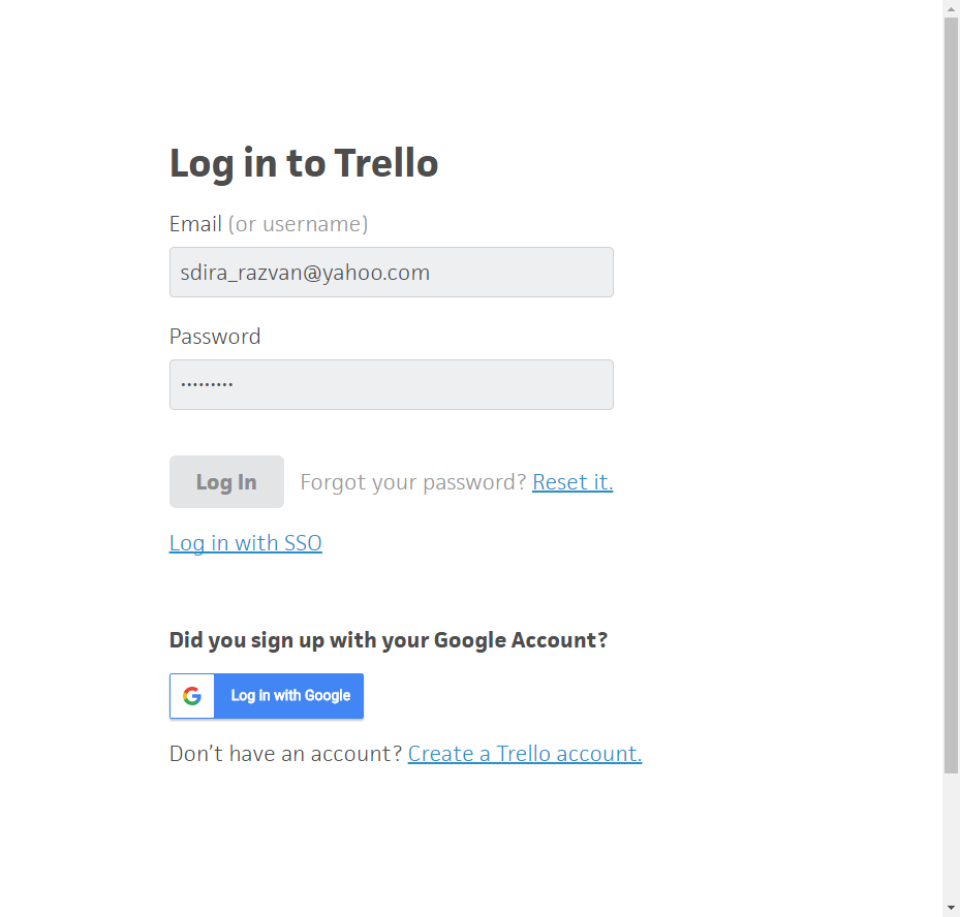 Log in to Trello
Email (or username)
sdira_razvan@yahoo.com
Password
•••••••••
Log In Forgot your password? Reset it.
Log in with SSO
Did you sign up with your Google Account?
Log in with Google
Don’t have an account? Create a Trello account.